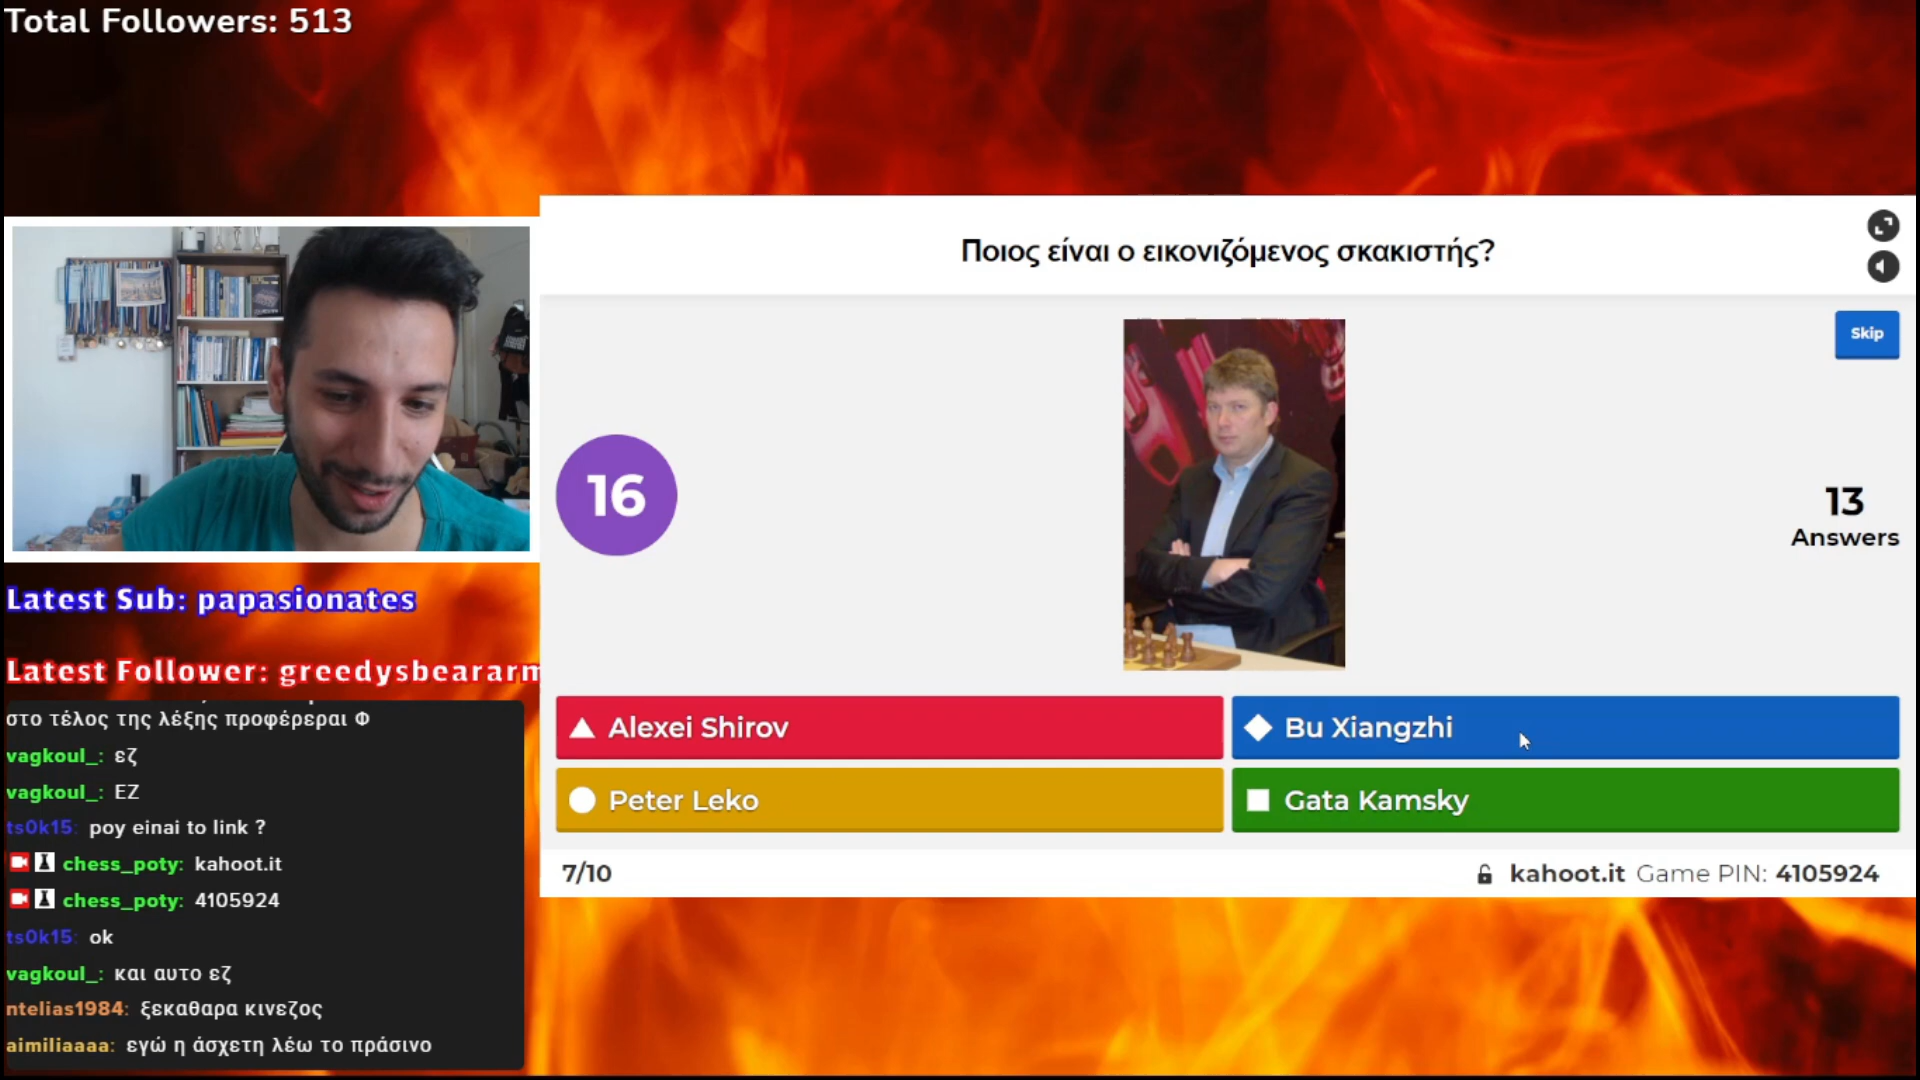 Total Followers: 513
Ποιος είναι ο εικονιζόμενος σκακιστής?
Skip
16
13
Answers
Latest Sub: papasionates
Latest Follower: greedysbeararm
στο τέλος της λέξης προφέρεραι Φ
vagkoul_: εζ
vagkoul_: EZ
ts0k15: poy einai to link ?
chess_poty: kahoot.it
chess_poty: 4105924
ts0k15: ok
vagkoul_: και αυτο εζ
ntelias1984: ξεκαθαρα κινεζος
aimiliaaaa: εγώ η άσχετη λέω το πράσινο
Alexei Shirov
Bu Xiangzhi
Peter Leko
Gata Kamsky
7/10
kahoot.it Game PIN: 4105924